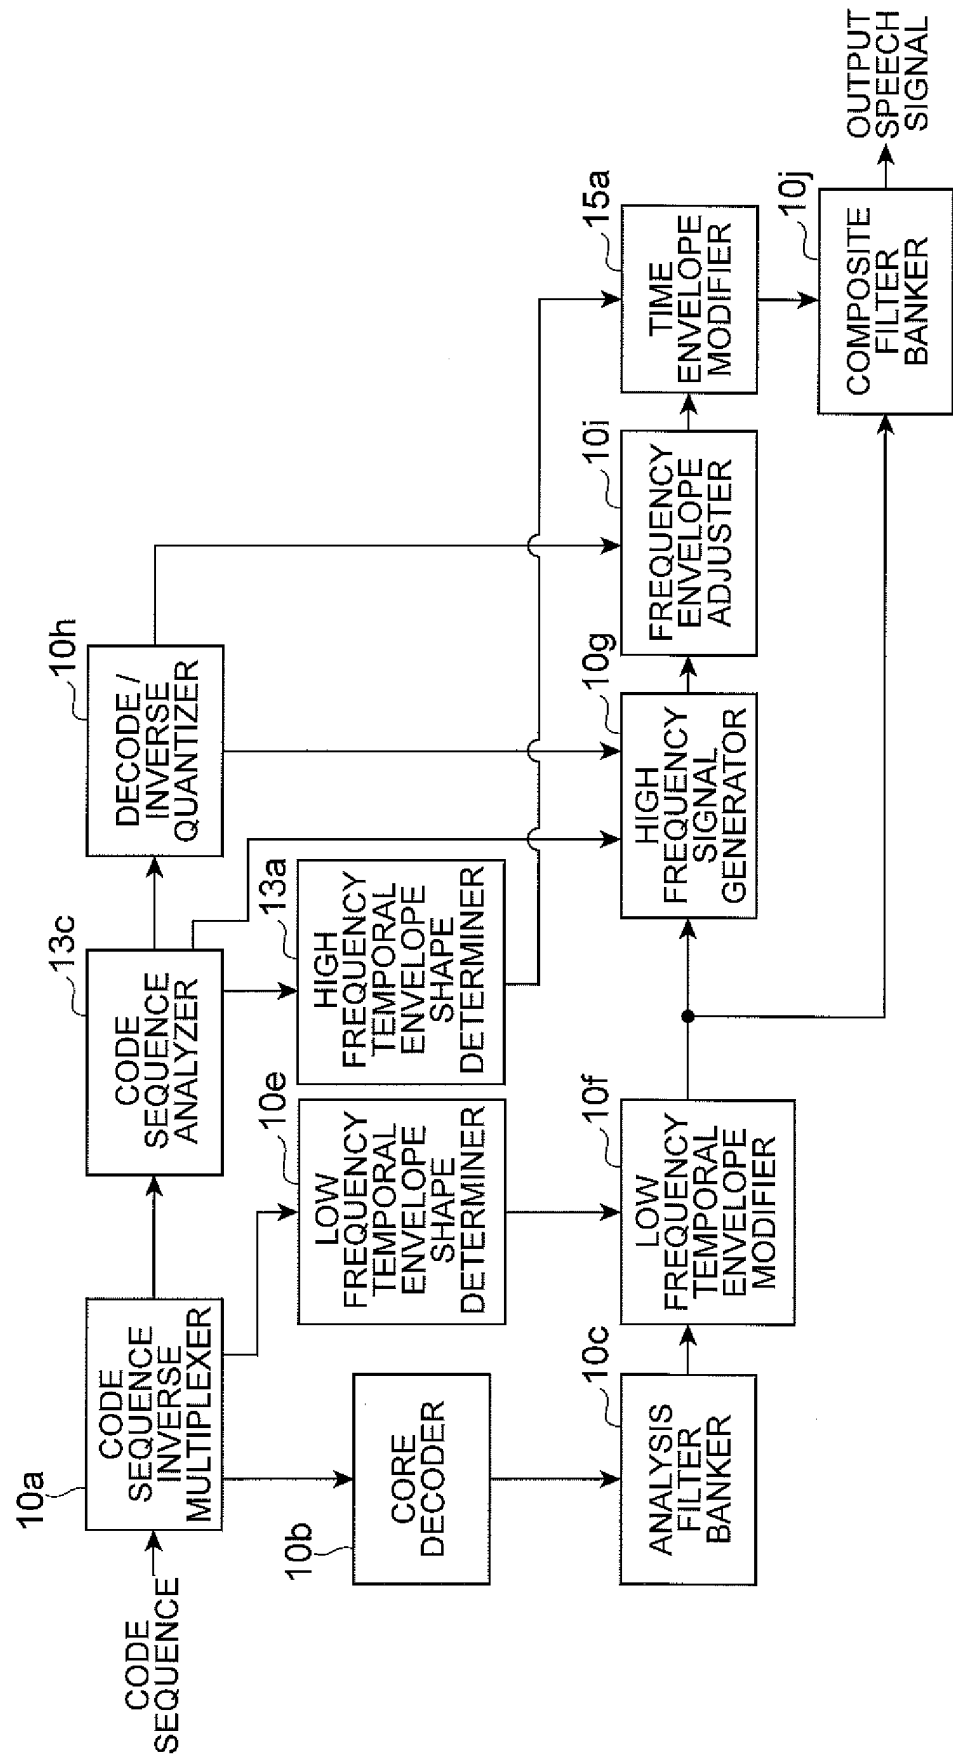 CODE
SEQUENCE
10a
CODE
SEQUENCE
INVERSE
MULTIPLEXER
13c
CODE
SEQUENCE
ANALYZER
10h
DECODE /
INVERSE
QUANTIZER
10b
CORE
DECODER
10e
LOW
FREQUENCY
TEMPORAL
ENVELOPE
SHAPE
DETERMINER
13a
HIGH
FREQUENCY
TEMPORAL
ENVELOPE
SHAPE
DETERMINER
10c
ANALYSIS
FILTER
BANKER
10f
LOW
FREQUENCY
TEMPORAL
ENVELOPE
MODIFIER
10g
HIGH
FREQUENCY
SIGNAL
GENERATOR
10i
FREQUENCY
ENVELOPE
ADJUSTER
15a
TIME
ENVELOPE
MODIFIER
10j
COMPOSITE
FILTER
BANKER
OUTPUT
SPEECH
SIGNAL